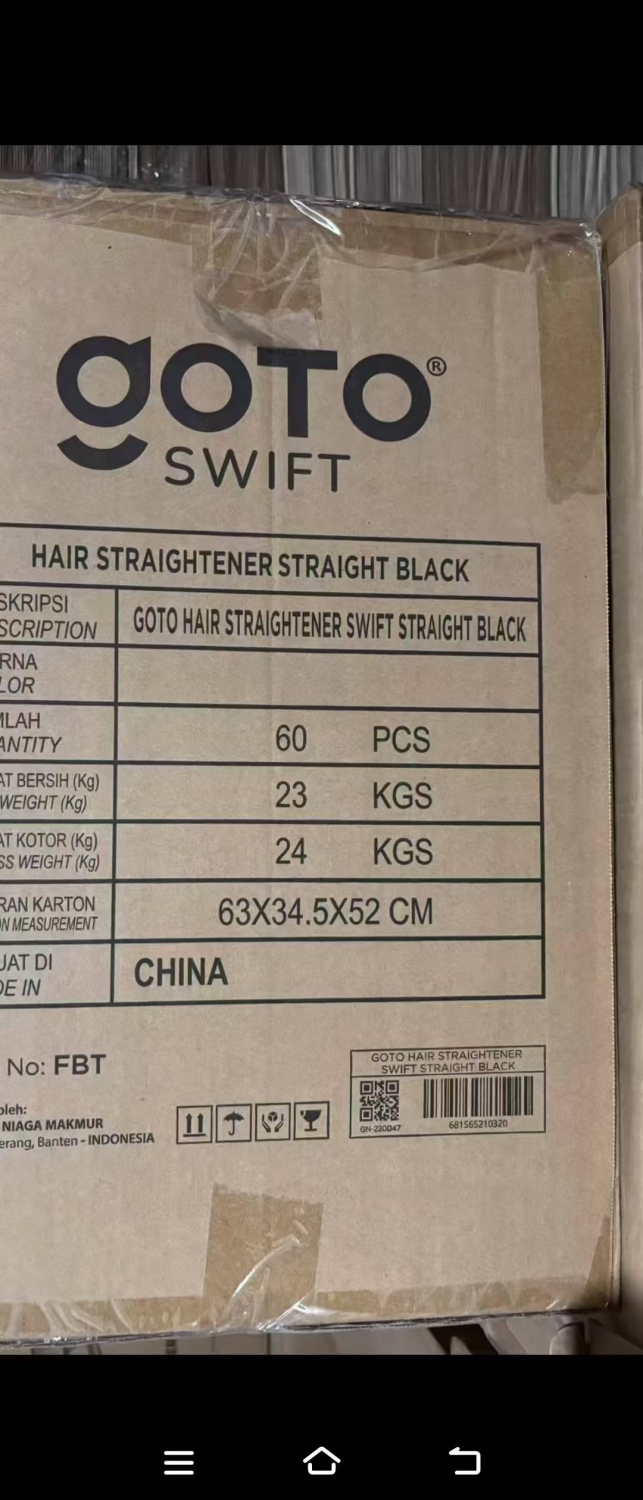 goTo®
SWIFT
HAIR STRAIGHTENER STRAIGHT BLACK
SKRIPSI
SCRIPTION
GOTO HAIR STRAIGHTENER SWIFT STRAIGHT BLACK
RNA
LOR
MLAH
ANTITY
60 PCS
AT BERSIH (Kg)
WEIGHT (Kg)
23 KGS
AT KOTOR (Kg)
SS WEIGHT (Kg)
24 KGS
RAN KARTON
ON MEASUREMENT
63X34.5X52 CM
UAT DI
DE IN
CHINA
No: FBT
oleh:
NIAGA MAKMUR
erang, Banten - INDONESIA
GOTO HAIR STRAIGHTENER
SWIFT STRAIGHT BLACK
GN-220047
681565210320